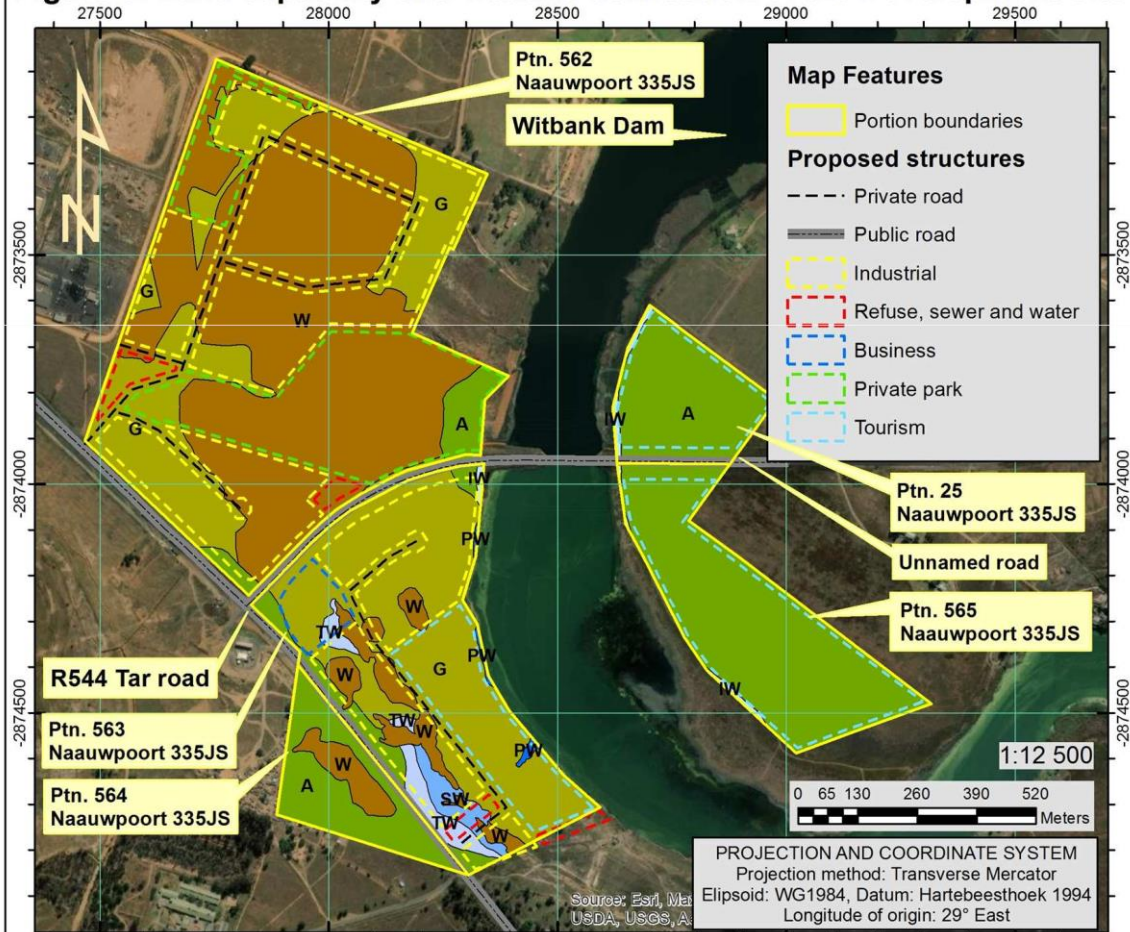 27500 28000 28500 29000 29500
Ptn. 562
Naauwpoort 335JS
Witbank Dam
Map Features
Portion boundaries
Proposed structures
Private road
Public road
Industrial
Refuse, sewer and water
Business
Private park
Tourism
N
-2873500
-2873500
G
G
W
A
IW
A
G
-2874000
-2874000
IW
PW
Ptn. 25
Naauwpoort 335JS
Unnamed road
Ptn. 565
Naauwpoort 335JS
W
TW
PW
G
W
IW
R544 Tar road
Ptn. 563
Naauwpoort 335JS
Ptn. 564
Naauwpoort 335JS
-2874500
-2874500
TW
W
PW
W
A
SW
TW
W
1:12 500
0 65 130 260 390 520
Meters
PROJECTION AND COORDINATE SYSTEM
Projection method: Transverse Mercator
Elipsoid: WG1984, Datum: Hartebeesthoek 1994
Longitude of origin: 29° East
Source: Esri,
USDA, USGS,